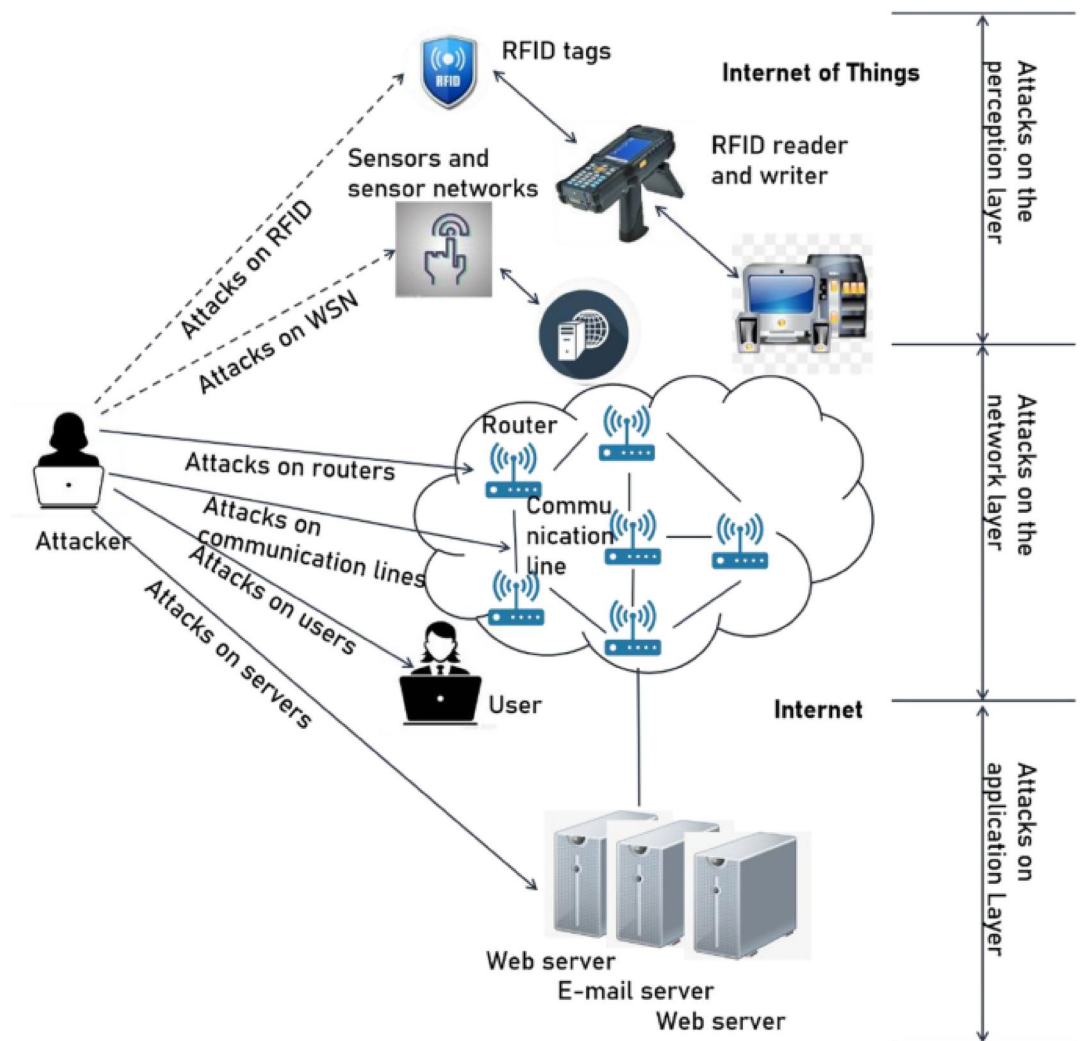 RFID tags
RFID
Internet of Things
Attacks on the
perception layer
Sensors and
sensor networks
RFID reader
and writer
Attacks on RFID
Attacks on WSN
Attacks on the
network layer
Router
Attacks on routers
Commu
nication
line
Attacker
Attacks on
communication lines
Attacks on users
Attacks on servers
User
Internet
Attacks on
application Layer
Web server
E-mail server
Web server